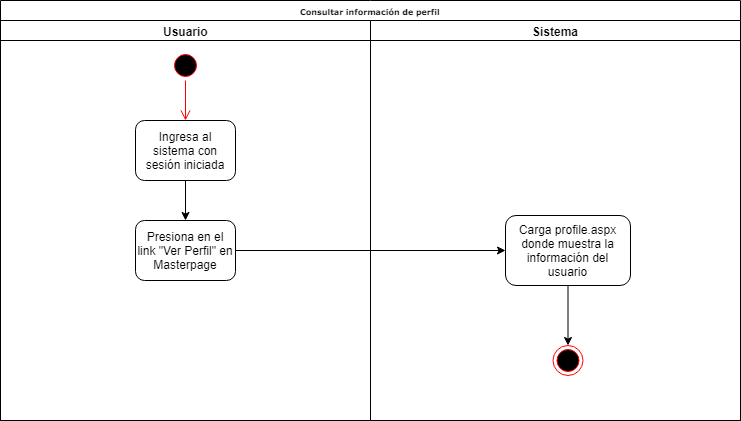 Consultar información de perfil
Usuario
Sistema
Ingresa al
sistema con
sesión iniciada
Presiona en el
link "Ver Perfil" en
Masterpage
Carga profile.aspx
donde muestra la
información del
usuario